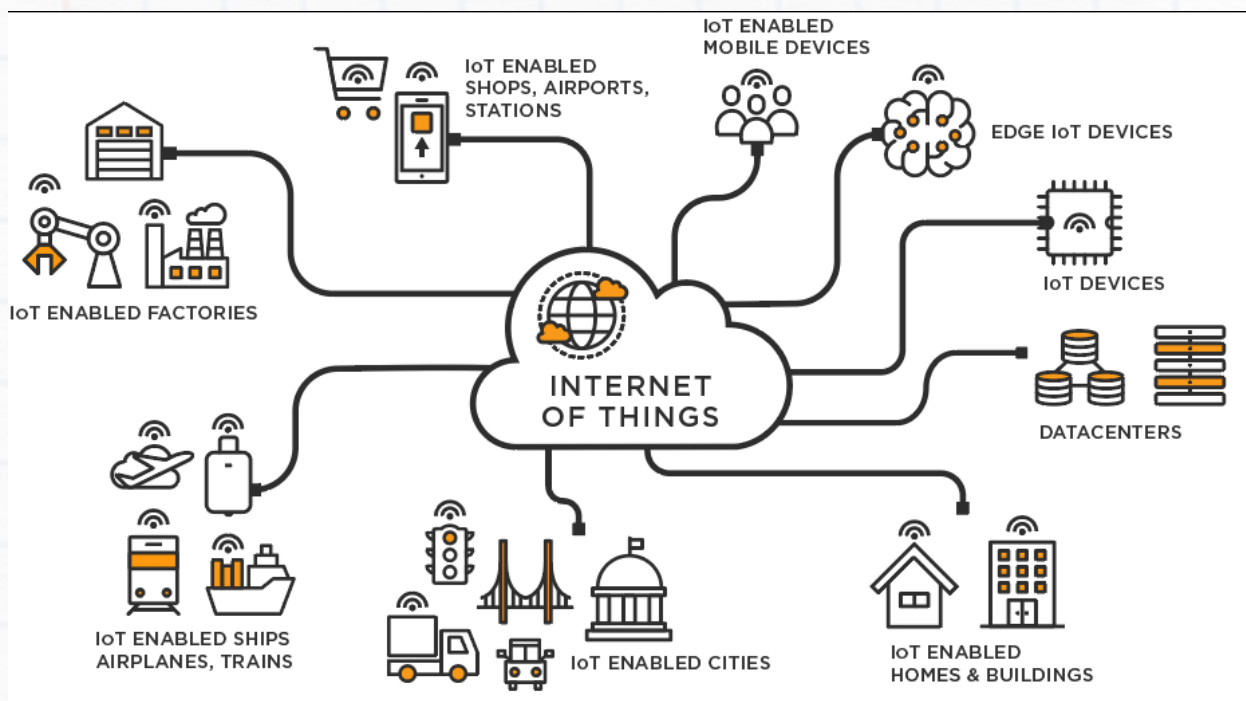 IoT ENABLED
SHOPS, AIRPORTS,
STATIONS
IoT ENABLED
MOBILE DEVICES
EDGE IoT DEVICES
IoT DEVICES
IoT ENABLED FACTORIES
INTERNET
OF THINGS
DATACENTERS
IoT ENABLED SHIPS
AIRPLANES, TRAINS
IoT ENABLED CITIES
IoT ENABLED
HOMES & BUILDINGS